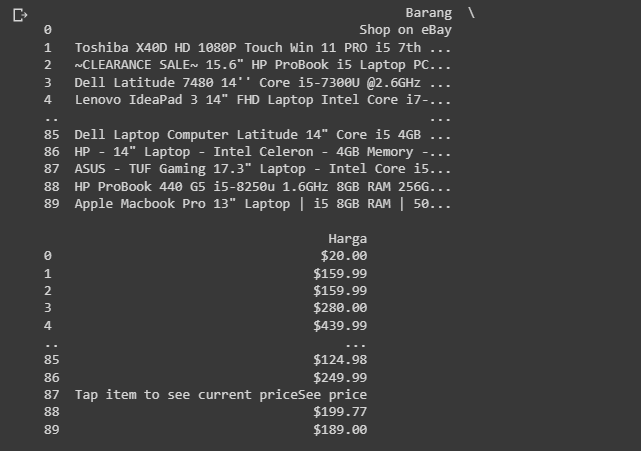 Barang \
0 Shop on eBay
1 Toshiba X40D HD 1080P Touch Win 11 PRO i5 7th ...
2 ~CLEARANCE SALE~ 15.6" HP ProBook i5 Laptop PC...
3 Dell Latitude 7480 14'' Core i5-7300U @2.6GHz ...
4 Lenovo IdeaPad 3 14" FHD Laptop Intel Core i7-...
.. ...
85 Dell Laptop Computer Latitude 14" Core i5 4GB ...
86 HP - 14" Laptop - Intel Celeron - 4GB Memory -...
87 ASUS - TUF Gaming 17.3" Laptop - Intel Core i5...
88 HP ProBook 440 G5 i5-8250u 1.6GHz 8GB RAM 256G...
89 Apple Macbook Pro 13" Laptop | i5 8GB RAM | 50...
Harga
0 $20.00
1 $159.99
2 $159.99
3 $280.00
4 $439.99
.. ...
85 $124.98
86 $249.99
87 Tap item to see current priceSee price
88 $199.77
89 $189.00